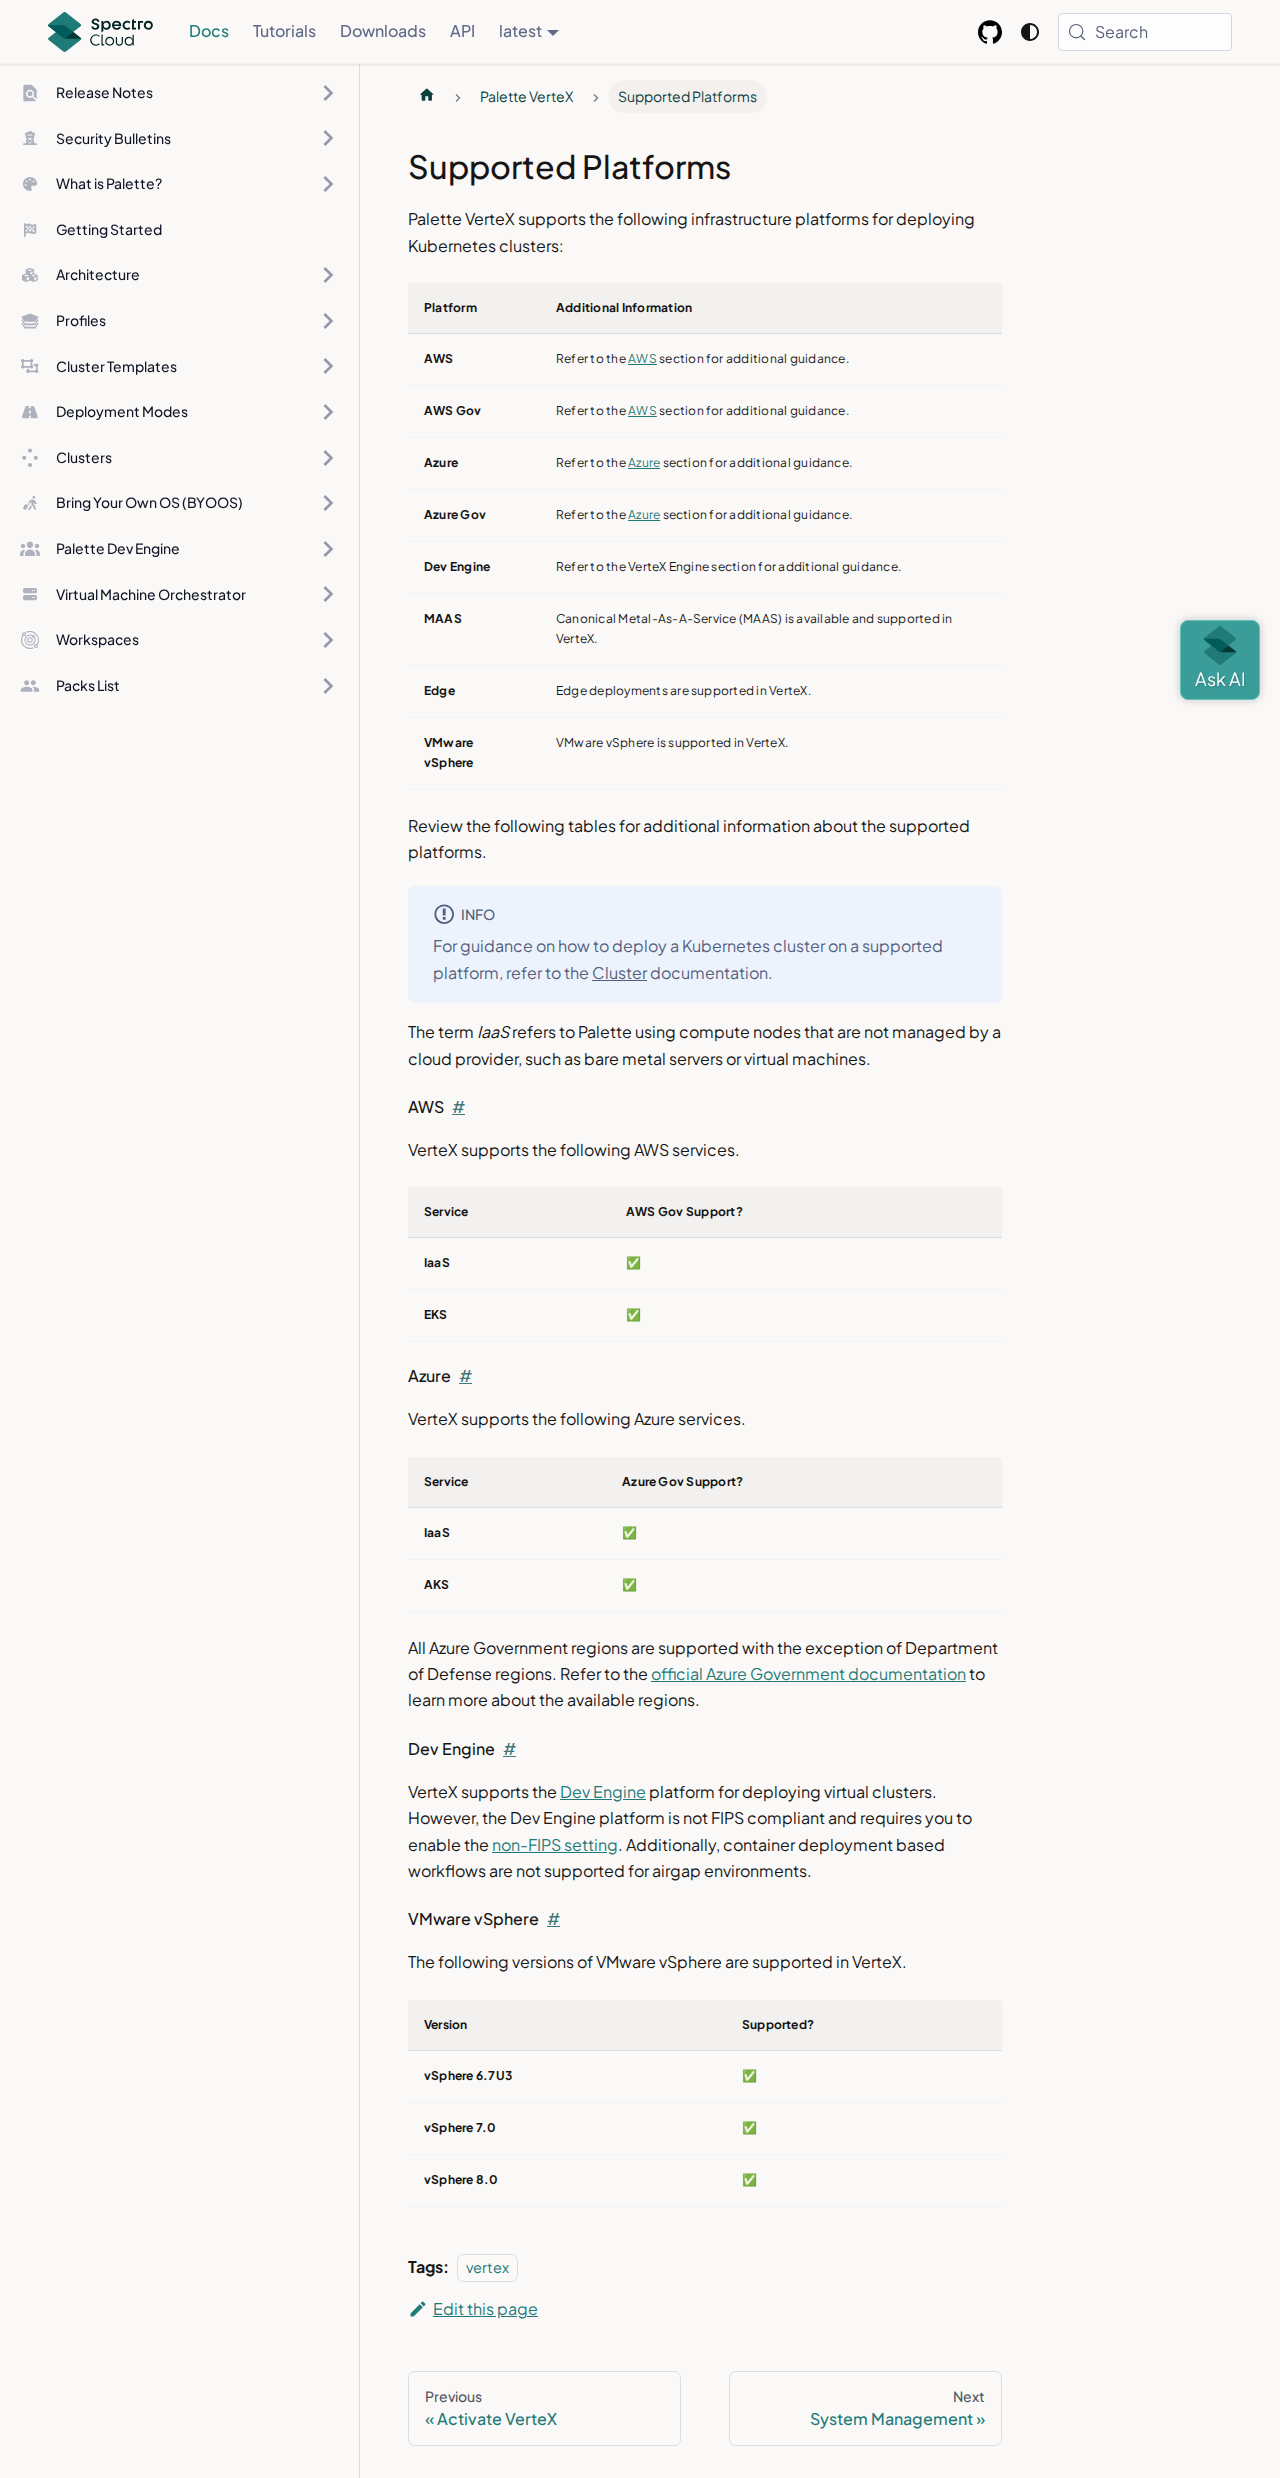 Spectro Cloud
Docs
Tutorials
Downloads
API
latest
Search
Release Notes
Security Bulletins
What is Palette?
Getting Started
Architecture
Profiles
Cluster Templates
Deployment Modes
Clusters
Bring Your Own OS (BYOOS)
Palette Dev Engine
Virtual Machine Orchestrator
Workspaces
Packs List
Palette VerteX
Supported Platforms
Supported Platforms
Palette VerteX supports the following infrastructure platforms for deploying
Kubernetes clusters:
Platform Additional Information
AWS Refer to the AWS section for additional guidance.
AWS Gov Refer to the AWS section for additional guidance.
Azure Refer to the Azure section for additional guidance.
Azure Gov Refer to the Azure section for additional guidance.
Dev Engine Refer to the VerteX Engine section for additional guidance.
MAAS Canonical Metal-As-A-Service (MAAS) is available and supported in
VerteX.
Edge Edge deployments are supported in VerteX.
VMware VMware vSphere is supported in VerteX.
vSphere
Ask AI
Review the following tables for additional information about the supported
platforms.
INFO
For guidance on how to deploy a Kubernetes cluster on a supported
platform, refer to the Cluster documentation.
The term IaaS refers to Palette using compute nodes that are not managed by a
cloud provider, such as bare metal servers or virtual machines.
AWS #
VerteX supports the following AWS services.
Service AWS Gov Support?
IaaS ✅
EKS ✅
Azure #
VerteX supports the following Azure services.
Service Azure Gov Support?
IaaS ✅
AKS ✅
All Azure Government regions are supported with the exception of Department
of Defense regions. Refer to the official Azure Government documentation to
learn more about the available regions.
Dev Engine #
VerteX supports the Dev Engine platform for deploying virtual clusters.
However, the Dev Engine platform is not FIPS compliant and requires you to
enable the non-FIPS setting. Additionally, container deployment based
workflows are not supported for airgap environments.
VMware vSphere #
The following versions of VMware vSphere are supported in VerteX.
Version Supported?
vSphere 6.7U3 ✅
vSphere 7.0 ✅
vSphere 8.0 ✅
Tags: vertex
Edit this page
Previous
« Activate VerteX
Next
System Management »